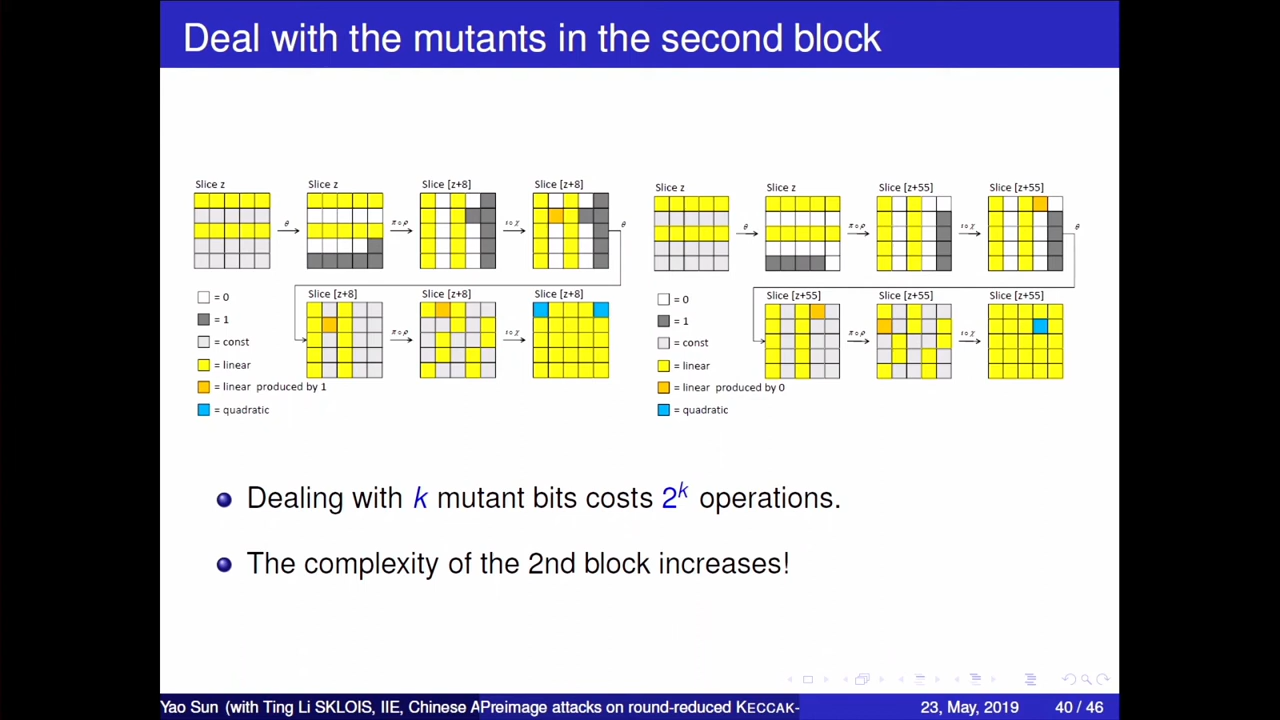 Deal with the mutants in the second block
Slice z
Slice z
Slice [z+8]
Slice [z+8]
θ
π∘ρ
ι∘χ
θ
Slice [z+8]
Slice [z+8]
Slice [z+8]
π∘ρ
ι∘χ
= 0
= 1
= const
= linear
= linear produced by 1
= quadratic
Slice z
Slice z
Slice [z+55]
Slice [z+55]
θ
π∘ρ
ι∘χ
θ
Slice [z+55]
Slice [z+55]
Slice [z+55]
π∘ρ
ι∘χ
= 0
= 1
= const
= linear
= linear produced by 0
= quadratic
Dealing with k mutant bits costs 2^k operations.
The complexity of the 2nd block increases!
Yao Sun (with Ting Li SKLOIS, IIE, Chinese A
Preimage attacks on round-reduced KECCAK-
23, May, 2019
40 / 46